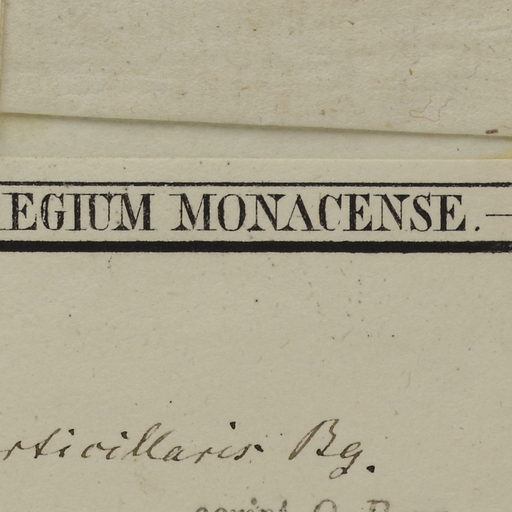 EGIUM MONACENSE.—
rticillaris Bg.